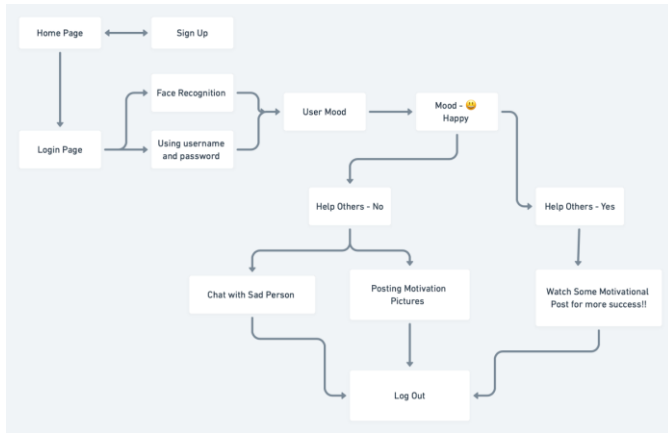 Home Page
Sign Up
Face Recognition
User Mood
Mood - 😃
Happy
Login Page
Using username
and password
Help Others - No
Help Others - Yes
Chat with Sad Person
Posting Motivation
Pictures
Watch Some Motivational
Post for more success!!
Log Out